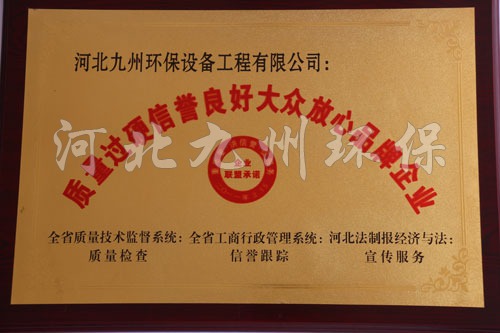 河北九州环保设备工程有限公司：
质量过项信誉良好大众放心品牌企业
河北九州环保
企业
联盟承诺
全省质量技术监督系统：全省工商行政管理系统：河北法制报经济与法：
质量检查 信誉跟踪 宣传服务